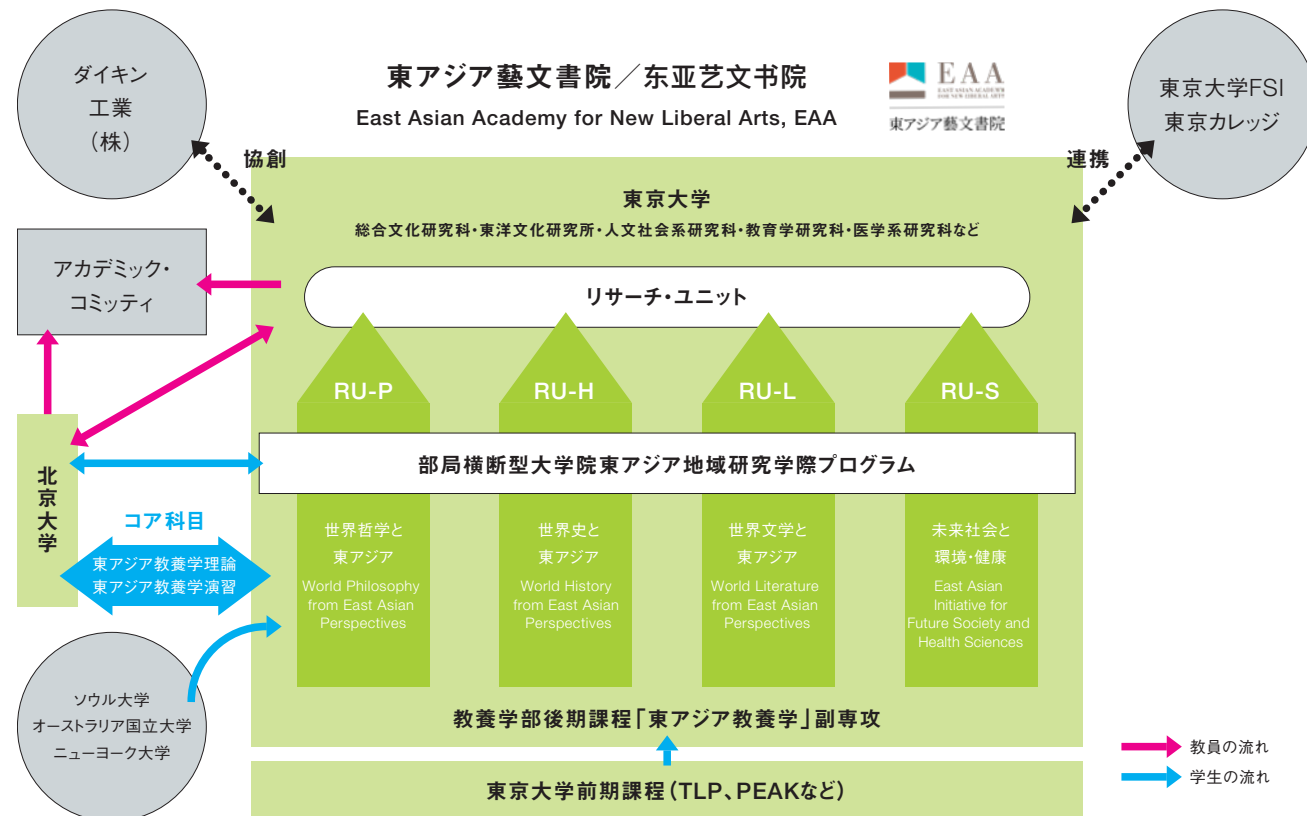 ダイキン
工業
(株)
東アジア藝文書院／东亚艺文书院
East Asian Academy for New Liberal Arts, EAA
EAA
EAST ASIAN ACADEMY
FOR NEW LIBERAL ARTS
東アジア藝文書院
東京大学FSI
東京カレッジ
協創
連携
東京大学
総合文化研究科・東洋文化研究所・人文社会系研究科・教育学研究科・医学系研究科など
アカデミック・
コミッティ
リサーチ・ユニット
RU-P
RU-H
RU-L
RU-S
部局横断型大学院東アジア地域研究学際プログラム
北京大学
コア科目
東アジア教養学理論
東アジア教養学演習
世界哲学と
東アジア
World Philosophy
from East Asian
Perspectives
世界史と
東アジア
World History
from East Asian
Perspectives
世界文学と
東アジア
World Literature
from East Asian
Perspectives
未来社会と
環境・健康
East Asian
Initiative for
Future Society and
Health Sciences
ソウル大学
オーストラリア国立大学
ニューヨーク大学
教養学部後期課程「東アジア教養学」副専攻
東京大学前期課程(TLP、PEAKなど)
教員の流れ
学生の流れ